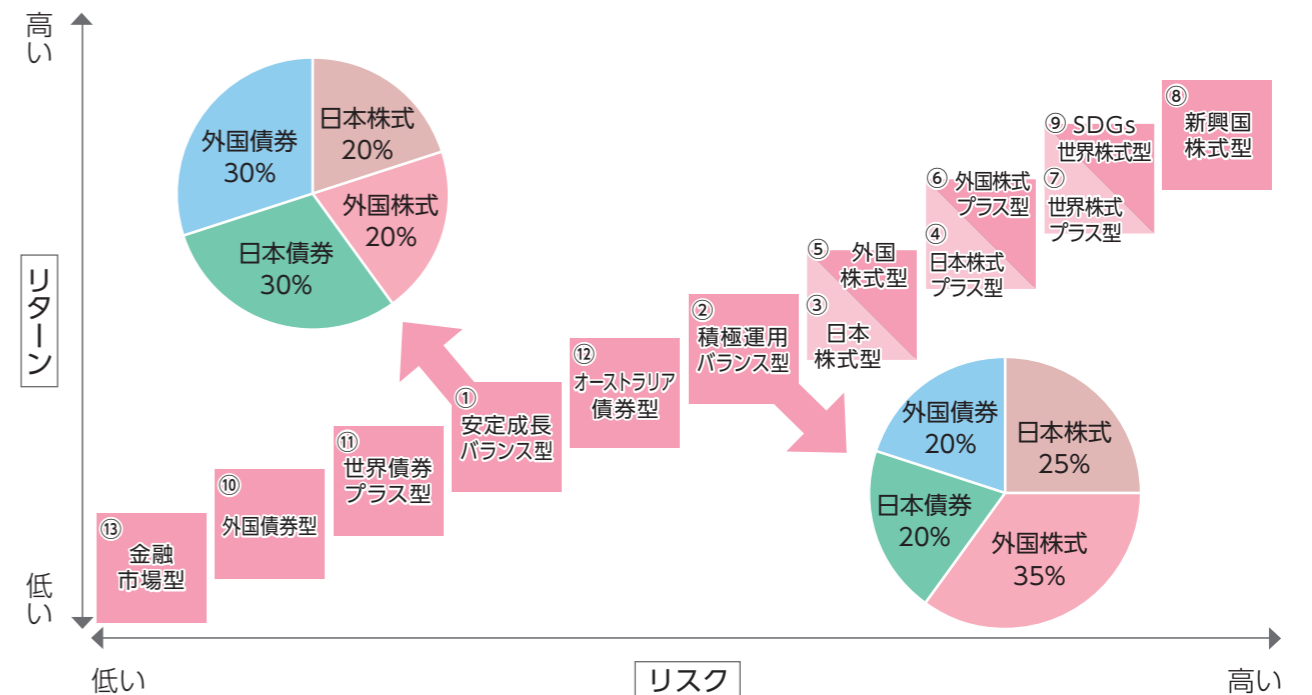 高い
リターン
低い
低い
リスク
高い
日本株式
20%
外国株式
20%
日本債券
30%
外国債券
30%
⑬
金融
市場型
⑩
外国債券型
⑪
世界債券
プラス型
①
安定成長
バランス型
⑫
オーストラリア
債券型
②
積極運用
バランス型
⑤
外国
株式型
③
日本
株式型
⑥ 外国株式
プラス型
④
日本株式
プラス型
⑨ SDGs
世界株式型
⑦
世界株式
プラス型
⑧
新興国
株式型
日本株式
25%
外国株式
35%
日本債券
20%
外国債券
20%